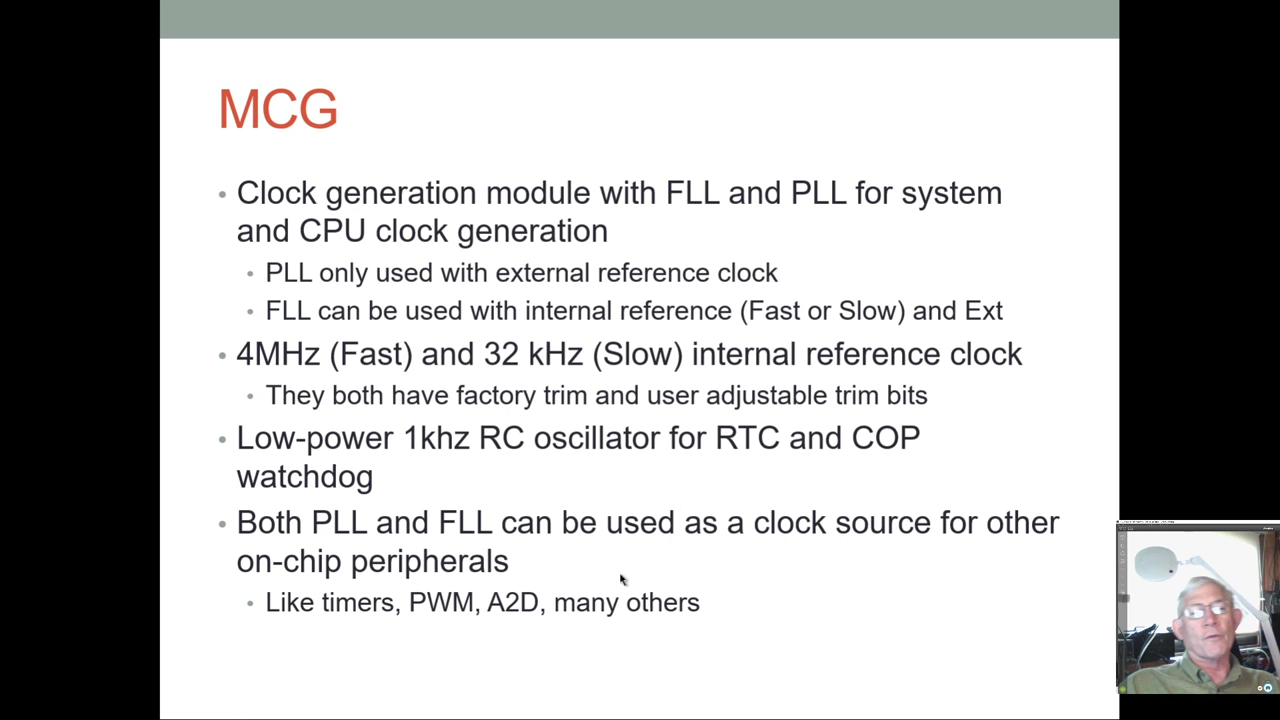 MCG
• Clock generation module with FLL and PLL for system
and CPU clock generation
• PLL only used with external reference clock
• FLL can be used with internal reference (Fast or Slow) and Ext
• 4MHz (Fast) and 32 kHz (Slow) internal reference clock
• They both have factory trim and user adjustable trim bits
• Low-power 1khz RC oscillator for RTC and COP
watchdog
• Both PLL and FLL can be used as a clock source for other
on-chip peripherals
• Like timers, PWM, A2D, many others